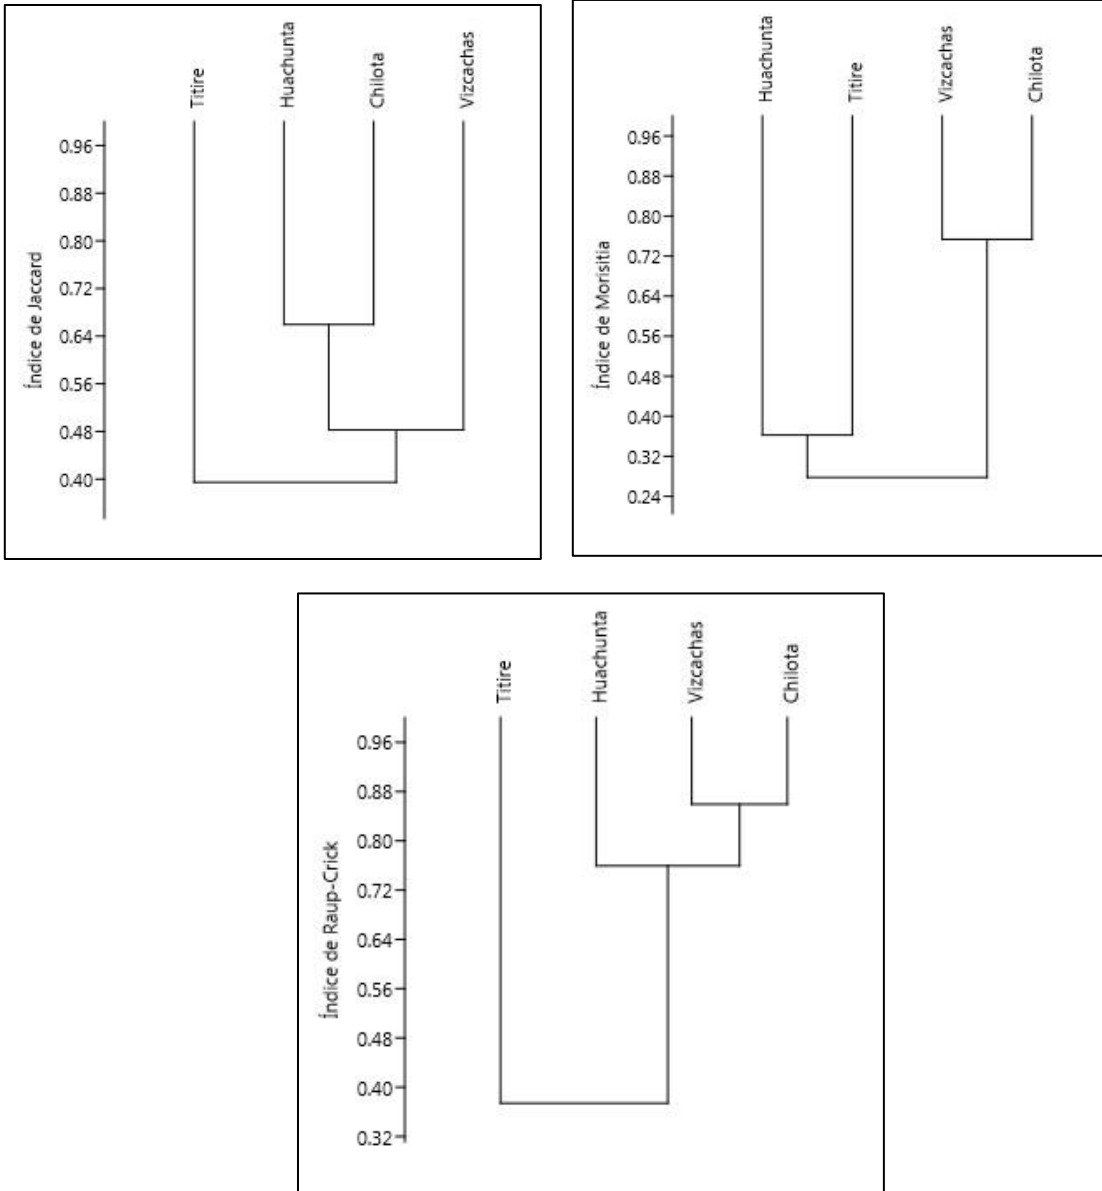 Titire
Huachunta
Chilota
Vizcachas
0.96
0.88
0.80
0.72
0.64
0.56
0.48
0.40
Índice de Jaccard
Huachunta
Titire
Vizcachas
Chilota
0.96
0.88
0.80
0.72
0.64
0.56
0.48
0.40
0.32
0.24
Índice de Morisitia
Titire
Huachunta
Vizcachas
Chilota
0.96
0.88
0.80
0.72
0.64
0.56
0.48
0.40
0.32
Índice de Raup-Crick